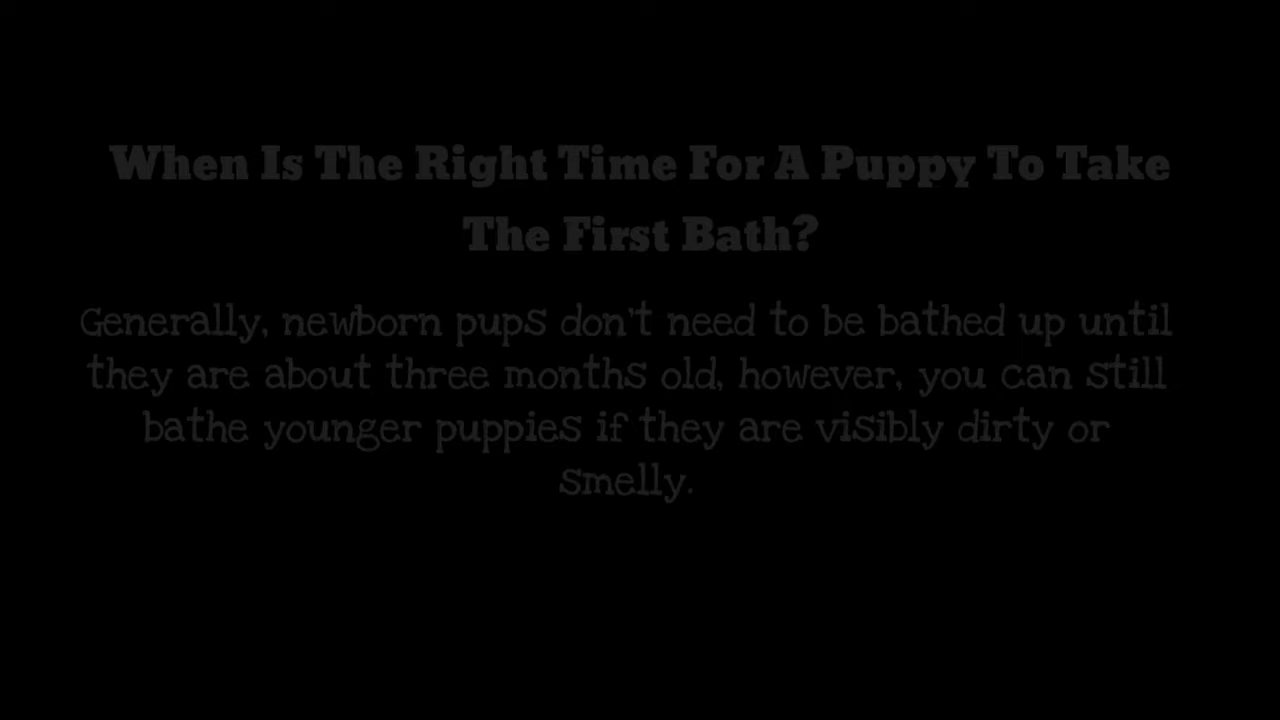 When Is The Right Time For A Puppy To Take
The First Bath?
Generally, newborn pups don't need to be bathed up until
they are about three months old, however, you can still
bathe younger puppies if they are visibly dirty or
smelly.